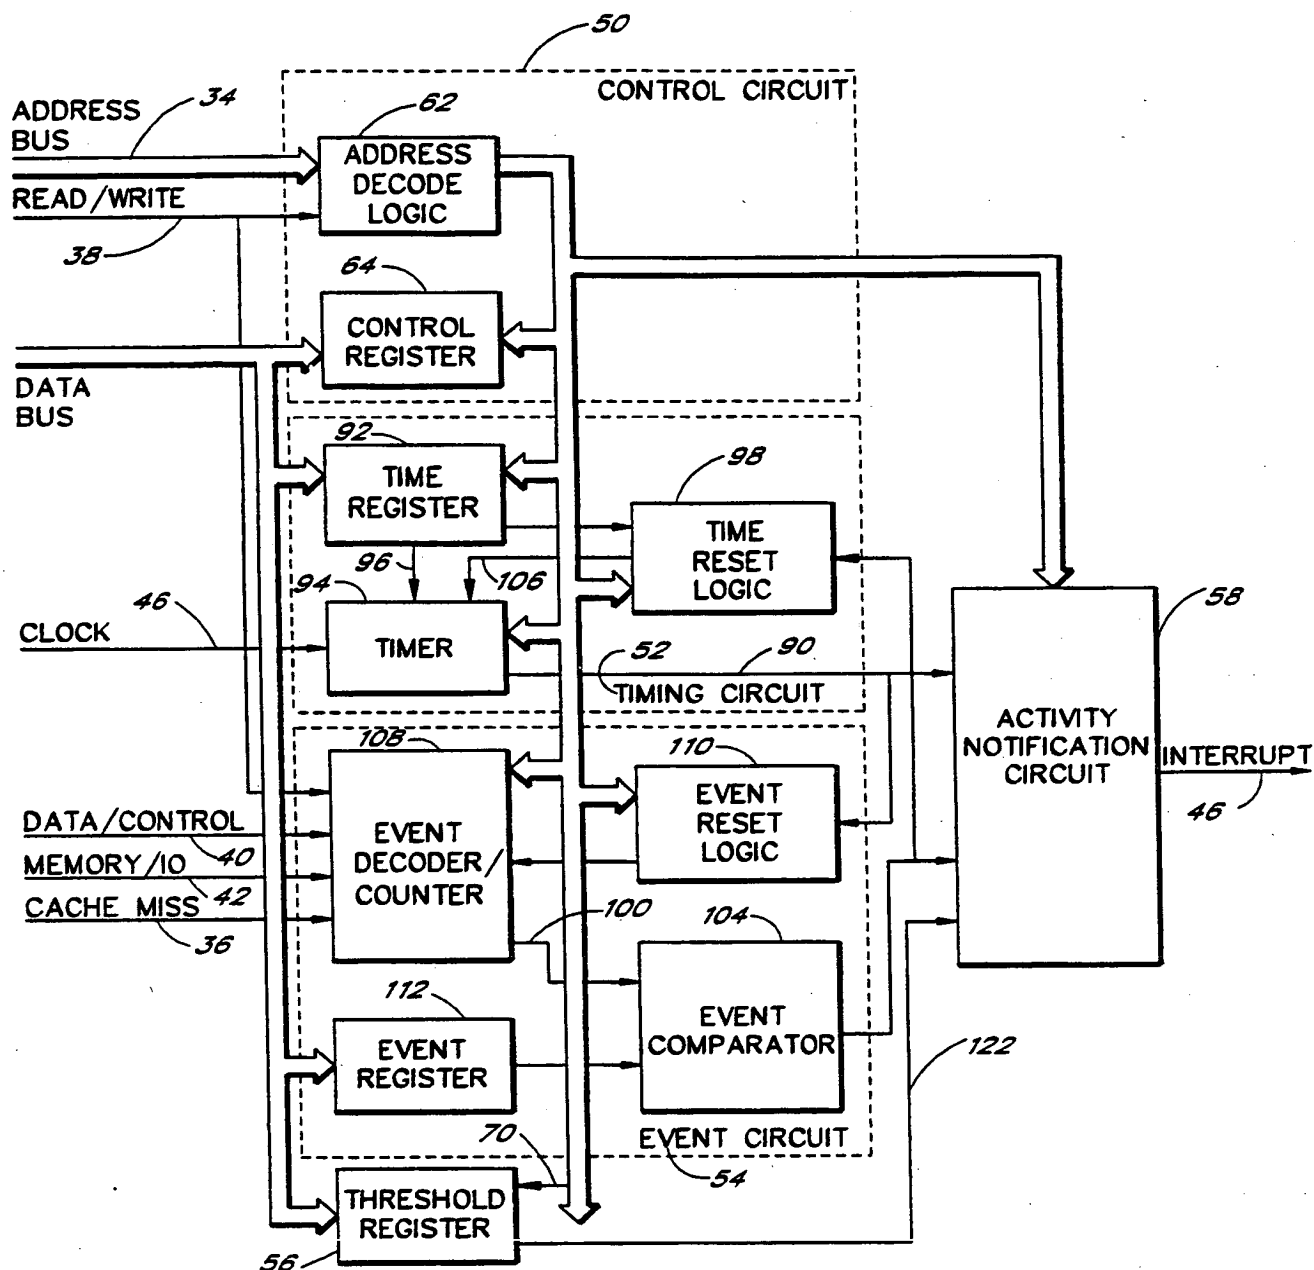 50
CONTROL CIRCUIT
ADDRESS
BUS
34
62
ADDRESS
DECODE
LOGIC
READ/WRITE
38
64
CONTROL
REGISTER
DATA
BUS
92
TIME
REGISTER
98
TIME
RESET
LOGIC
96
106
94
TIMER
46
CLOCK
52
90
TIMING CIRCUIT
58
ACTIVITY
NOTIFICATION
CIRCUIT
INTERRUPT
46
108
EVENT
DECODER/
COUNTER
110
EVENT
RESET
LOGIC
DATA/CONTROL
40
MEMORY/IO
42
CACHE MISS
36
100
104
EVENT
COMPARATOR
112
EVENT
REGISTER
122
70
EVENT CIRCUIT
54
THRESHOLD
REGISTER
56